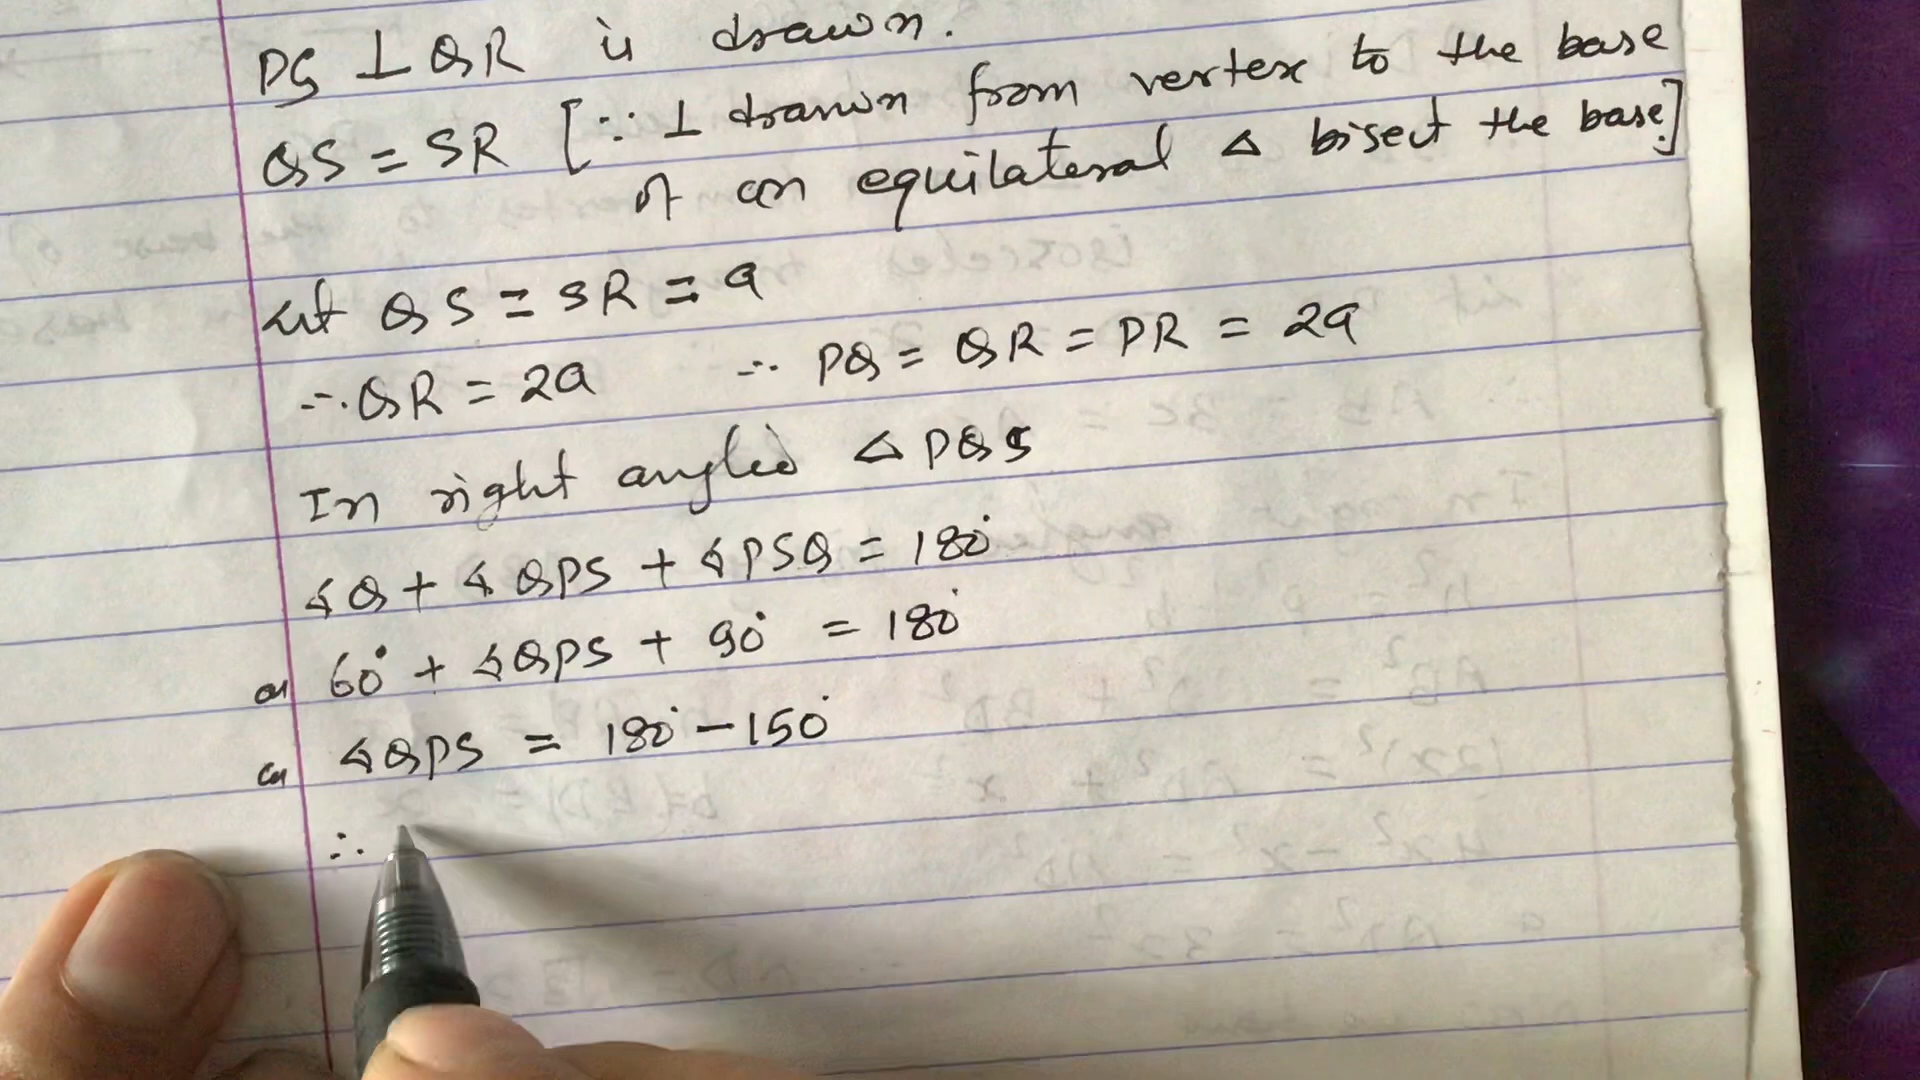 PS ⊥ QR is drawn.
QS = SR [∵ ⊥ drawn from vertex to the base
of an equilateral △ bisect the base]
Let QS = SR = a
∴ QR = 2a ∴ PQ = QR = PR = 2a
In right angled △ PQS
∡Q + ∡QPS + ∡PSQ = 180°
or 60° + ∡QPS + 90° = 180°
or ∡QPS = 180° – 150°
∴